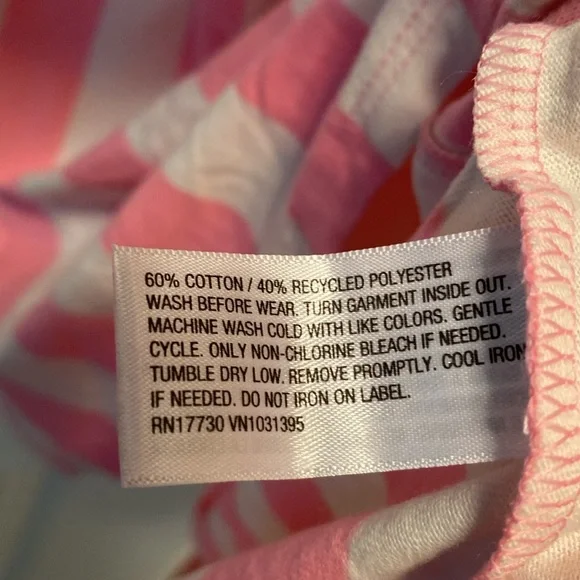 60% COTTON / 40% RECYCLED POLYESTER
WASH BEFORE WEAR. TURN GARMENT INSIDE OUT.
MACHINE WASH COLD WITH LIKE COLORS. GENTLE
CYCLE. ONLY NON-CHLORINE BLEACH IF NEEDED.
TUMBLE DRY LOW. REMOVE PROMPTLY. COOL IRON
IF NEEDED. DO NOT IRON ON LABEL.
RN17730 VN1031395